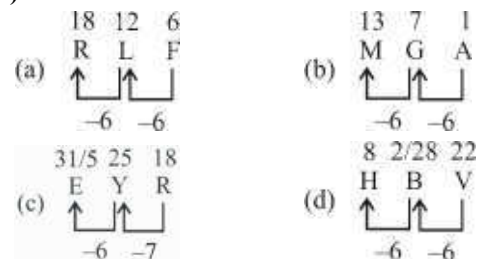 )
18 12 6
R L F
(a)
–6 –6
13 7 1
M G A
(b)
–6 –6
31/5 25 18
E Y R
(c)
–6 –7
8 2/28 22
H B V
(d)
–6 –6